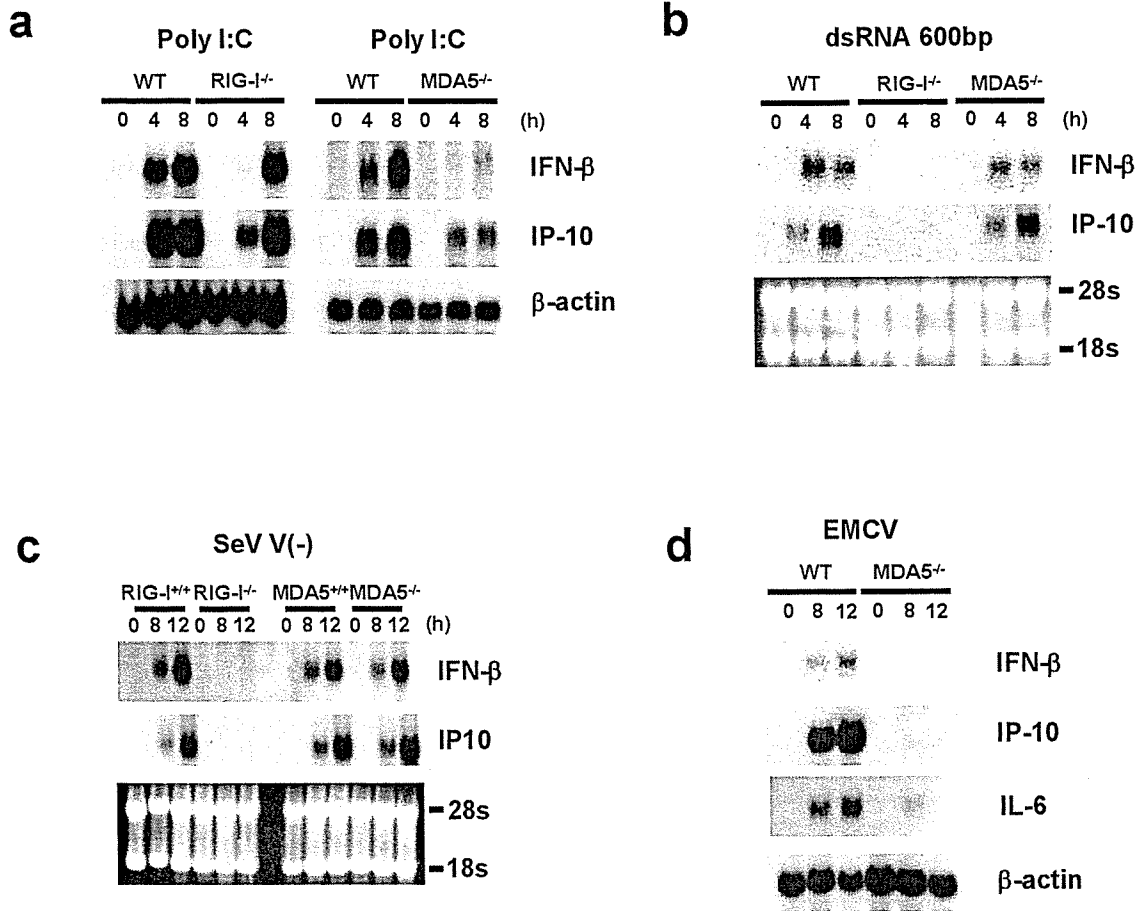 a
Poly I:C Poly I:C
WT RIG-I-/- WT MDA5-/-
0 4 8 0 4 8 0 4 8 0 4 8 (h)
IFN-β
IP-10
β-actin
b
dsRNA 600bp
WT RIG-I-/- MDA5-/-
0 4 8 0 4 8 0 4 8 (h)
IFN-β
IP-10
28s
18s
c
SeV V(-)
RIG-I+/+ RIG-I-/- MDA5+/+ MDA5-/-
0 8 12 0 8 12 0 8 12 0 8 12 (h)
IFN-β
IP10
28s
18s
d
EMCV
WT MDA5-/-
0 8 12 0 8 12
IFN-β
IP-10
IL-6
β-actin